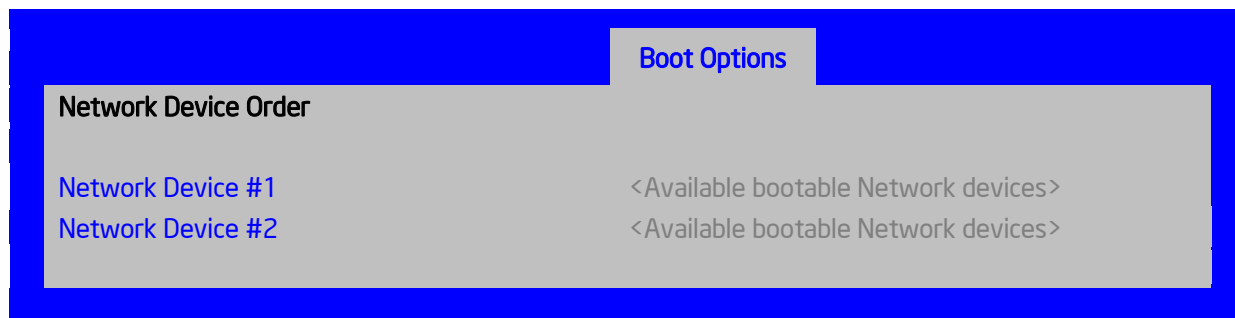 Boot Options
Network Device Order
Network Device #1 <Available bootable Network devices>
Network Device #2 <Available bootable Network devices>